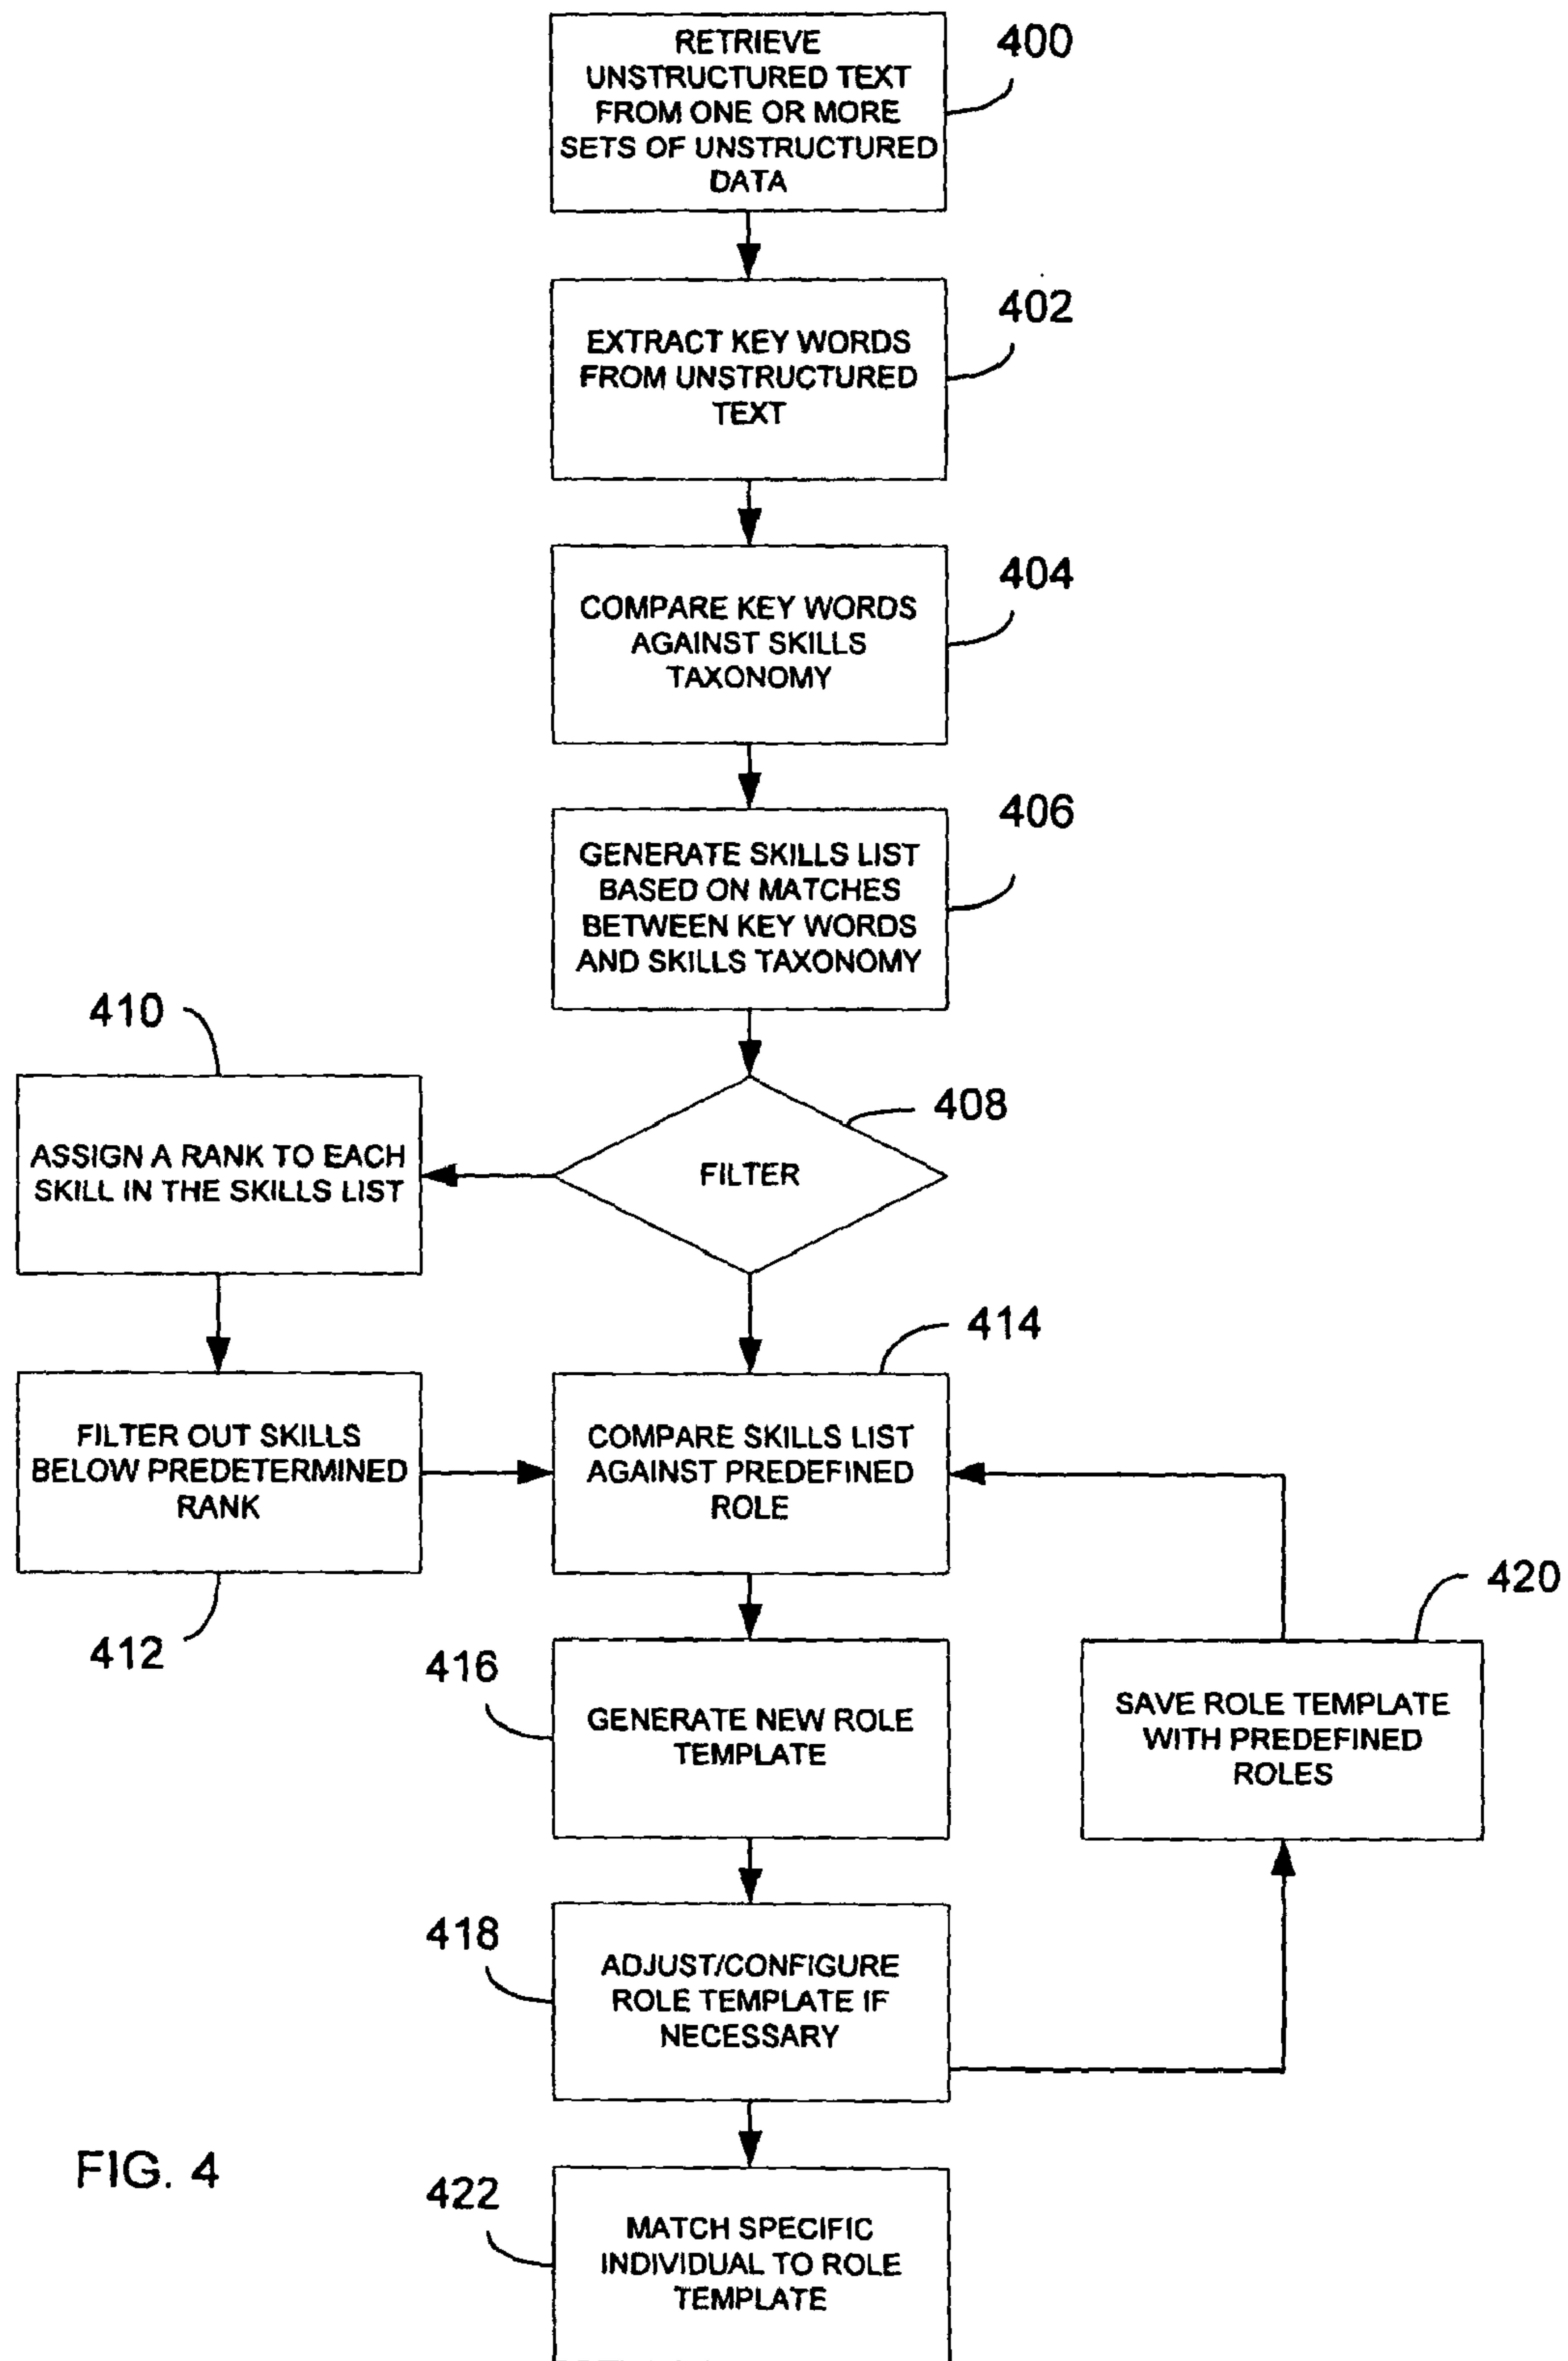 RETRIEVE
UNSTRUCTURED TEXT
FROM ONE OR MORE
SETS OF UNSTRUCTURED
DATA
400
EXTRACT KEY WORDS
FROM UNSTRUCTURED
TEXT
402
COMPARE KEY WORDS
AGAINST SKILLS
TAXONOMY
404
GENERATE SKILLS LIST
BASED ON MATCHES
BETWEEN KEY WORDS
AND SKILLS TAXONOMY
406
FILTER
408
410
ASSIGN A RANK TO EACH
SKILL IN THE SKILLS LIST
FILTER OUT SKILLS
BELOW PREDETERMINED
RANK
412
414
COMPARE SKILLS LIST
AGAINST PREDEFINED
ROLE
416
GENERATE NEW ROLE
TEMPLATE
420
SAVE ROLE TEMPLATE
WITH PREDEFINED
ROLES
418
ADJUST/CONFIGURE
ROLE TEMPLATE IF
NECESSARY
422
MATCH SPECIFIC
INDIVIDUAL TO ROLE
TEMPLATE
FIG. 4